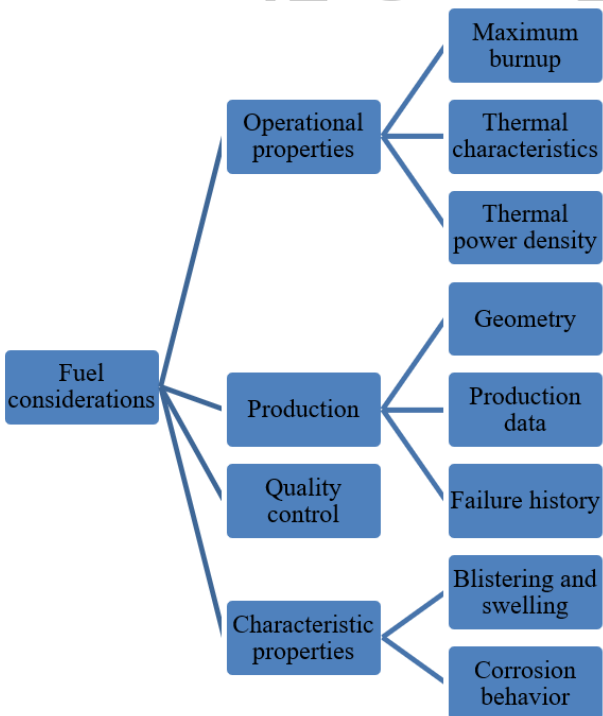 Fuel
considerations
Operational
properties
Maximum
burnup
Thermal
characteristics
Thermal
power density
Production
Geometry
Production
data
Failure history
Quality
control
Characteristic
properties
Blistering and
swelling
Corrosion
behavior